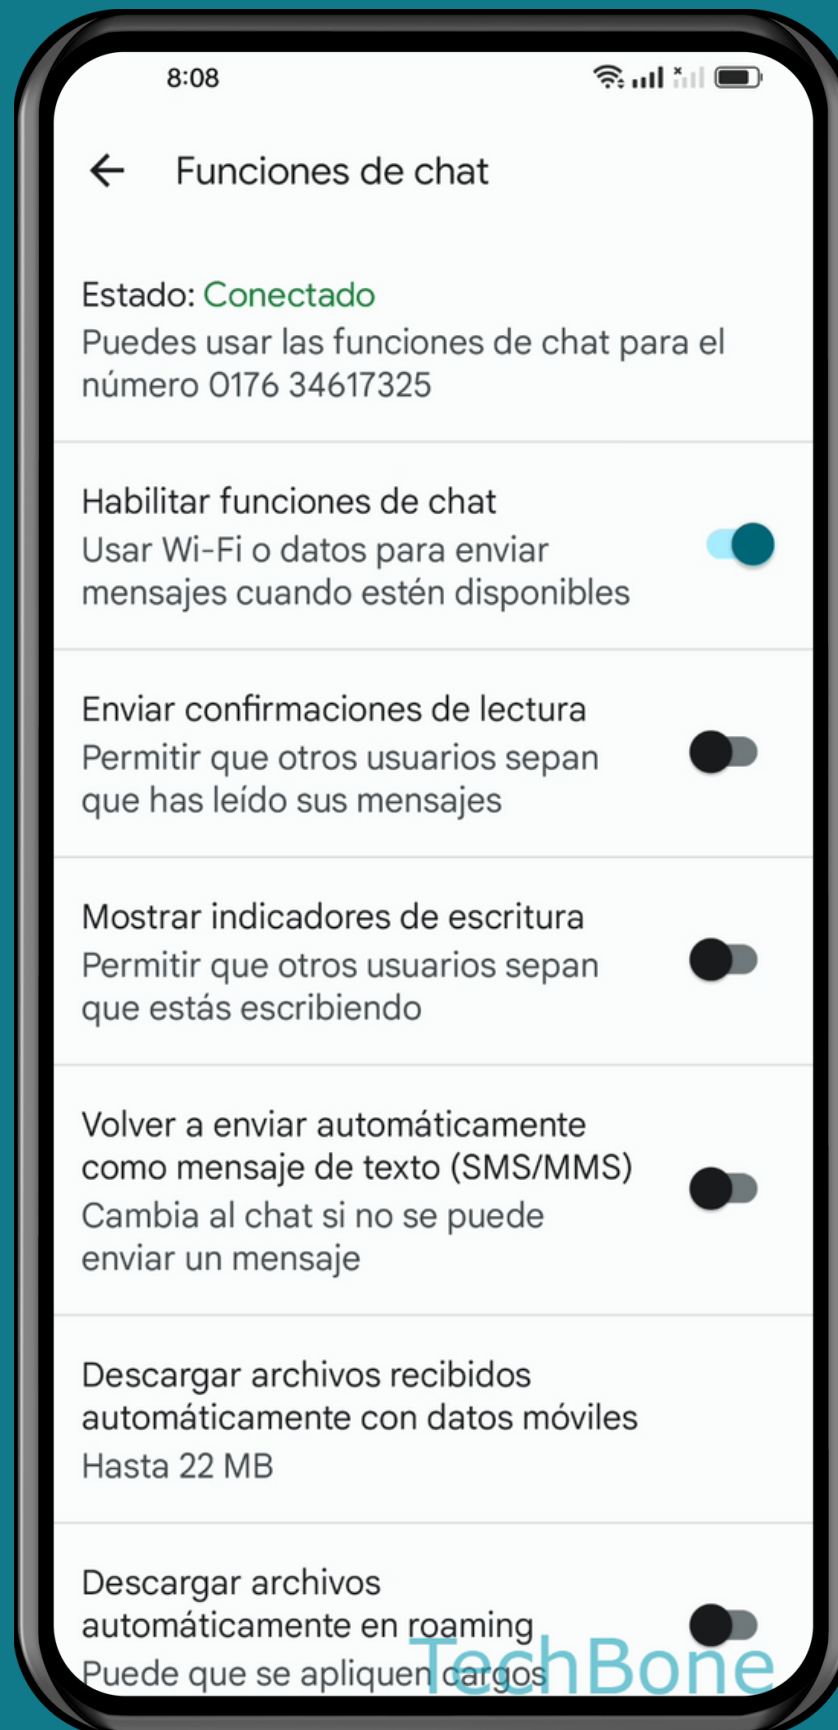 8:08
Funciones de chat
Estado: Conectado
Puedes usar las funciones de chat para el
número 0176 34617325
Habilitar funciones de chat
Usar Wi-Fi o datos para enviar
mensajes cuando estén disponibles
Enviar confirmaciones de lectura
Permitir que otros usuarios sepan
que has leído sus mensajes
Mostrar indicadores de escritura
Permitir que otros usuarios sepan
que estás escribiendo
Volver a enviar automáticamente
como mensaje de texto (SMS/MMS)
Cambia al chat si no se puede
enviar un mensaje
Descargar archivos recibidos
automáticamente con datos móviles
Hasta 22 MB
Descargar archivos
automáticamente en roaming
Puede que se apliquen cargos
TechBone